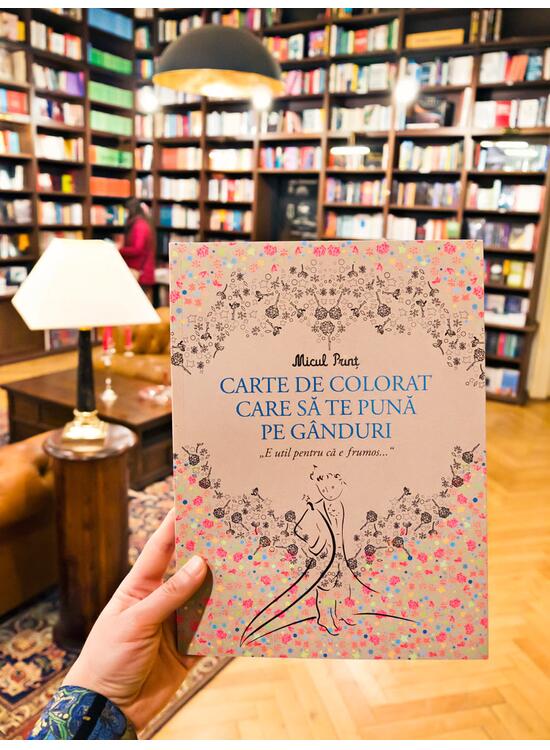 Micul Prinț
CARTE DE COLORAT
CARE SĂ TE PUNĂ
PE GÂNDURI
„E util pentru că e frumos...“